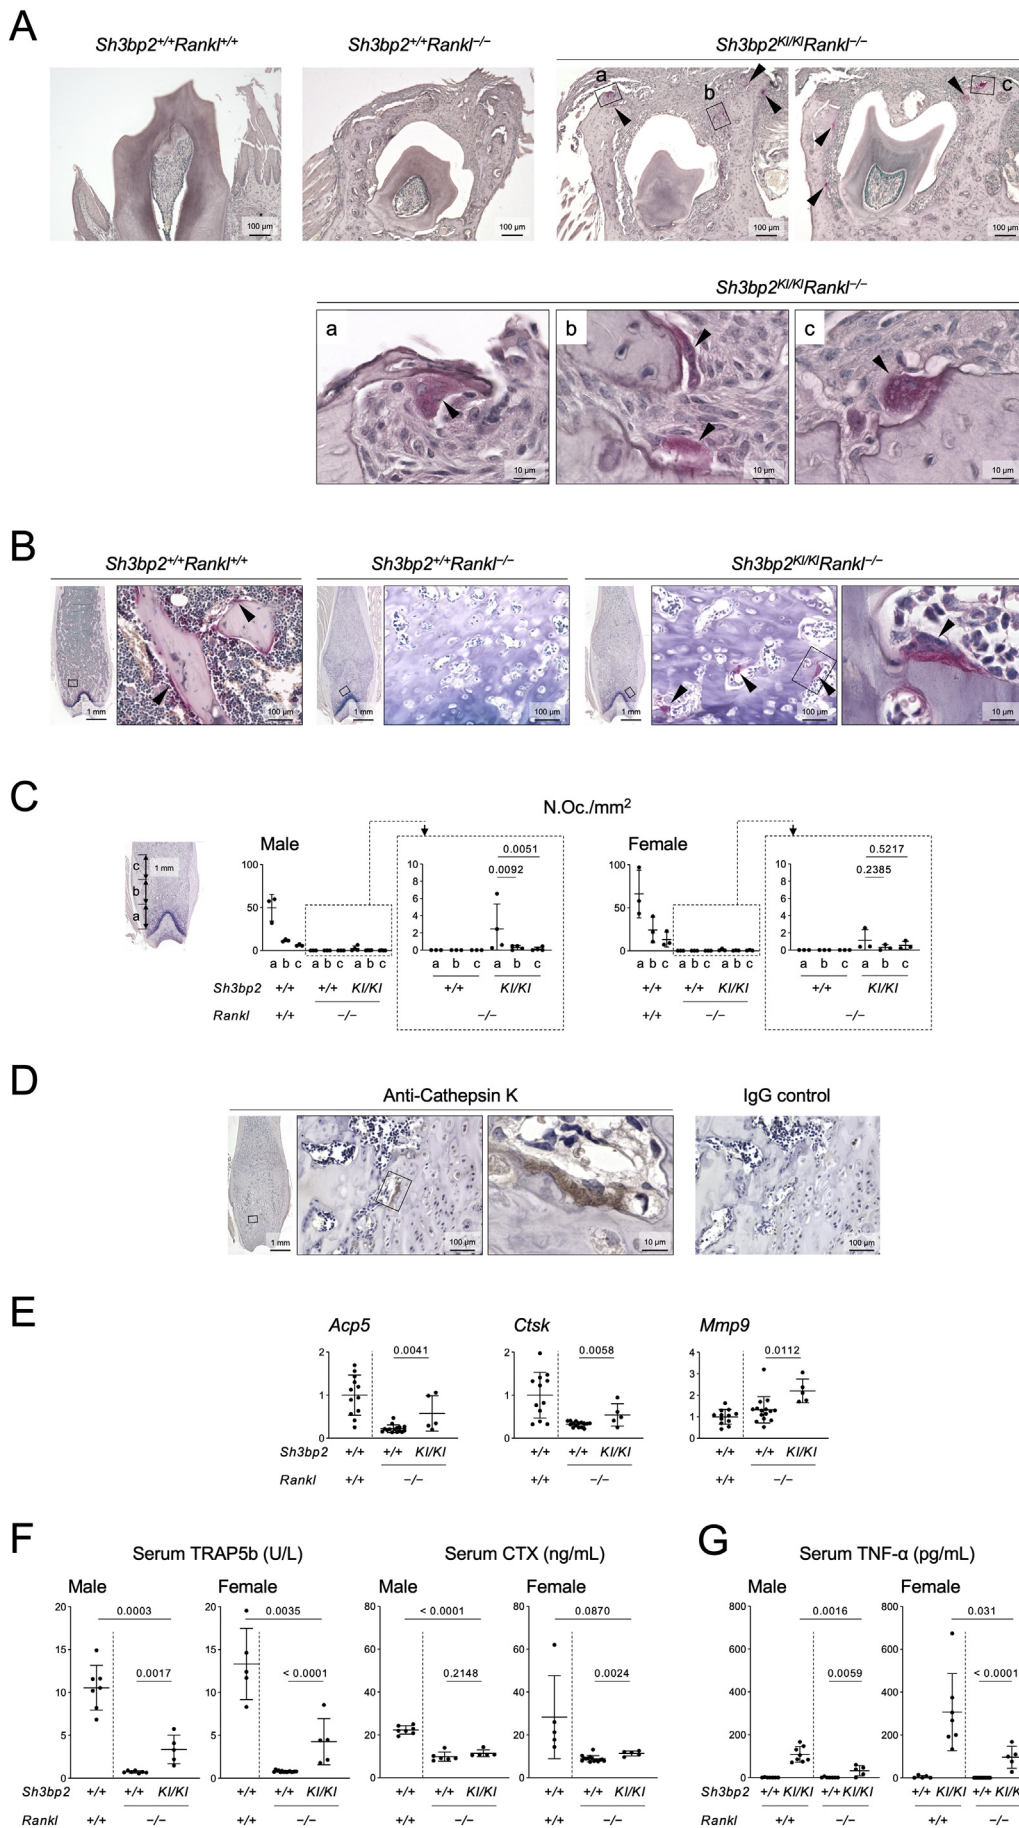 A
Sh3bp2+/+Rankl+/+
Sh3bp2+/+Rankl−/−
Sh3bp2KI/KIRankl−/−
a
b
c
100 µm
100 µm
100 µm
100 µm
Sh3bp2KI/KIRankl−/−
a
b
c
10 µm
10 µm
10 µm
B
Sh3bp2+/+Rankl+/+
Sh3bp2+/+Rankl−/−
Sh3bp2KI/KIRankl−/−
1 mm
100 µm
1 mm
100 µm
1 mm
100 µm
10 µm
C
N.Oc./mm2
c
b
a
1 mm
Male
100
50
0
a b c a b c a b c
10
8
6
4
2
0
0.0051
0.0092
a b c a b c
Female
100
50
0
a b c a b c a b c
10
8
6
4
2
0
0.5217
0.2385
a b c a b c
Sh3bp2 +/+ +/+ KI/KI +/+ KI/KI +/+ +/+ KI/KI +/+ KI/KI
Rankl +/+ −/− −/− +/+ −/− −/−
D
Anti-Cathepsin K
IgG control
1 mm
100 µm
10 µm
100 µm
E
Acp5
2
1
0
0.0041
Ctsk
2
1
0
0.0058
Mmp9
4
3
2
1
0
0.0112
Sh3bp2 +/+ +/+ KI/KI +/+ +/+ KI/KI +/+ +/+ KI/KI
Rankl +/+ −/− +/+ −/− +/+ −/−
F
Serum TRAP5b (U/L)
Male
20
15
10
5
0
0.0003
0.0017
Female
20
15
10
5
0
0.0035
< 0.0001
Serum CTX (ng/mL)
Male
80
60
40
20
0
< 0.0001
0.2148
Female
80
60
40
20
0
0.0870
0.0024
Sh3bp2 +/+ +/+ KI/KI +/+ +/+ KI/KI +/+ +/+ KI/KI +/+ +/+ KI/KI
Rankl +/+ −/− +/+ −/− +/+ −/− +/+ −/−
G
Serum TNF-α (pg/mL)
Male
800
600
400
200
0
0.0016
0.0059
Female
800
600
400
200
0
0.031
< 0.0001
Sh3bp2 +/+ KI/KI +/+ KI/KI +/+ KI/KI +/+ KI/KI
Rankl +/+ −/− +/+ −/−